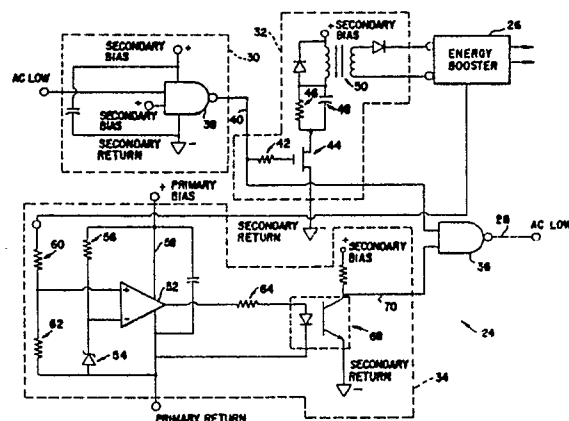 32
SECONDARY
BIAS
26
SECONDARY
BIAS
30
ENERGY
BOOSTER
50
AC LOW
46
48
SECONDARY
BIAS
38
40
42
44
SECONDARY
RETURN
PRIMARY BIAS
SECONDARY
RETURN
28
AC LOW
36
60
56
58
SECONDARY
BIAS
52
64
70
62
54
68
24
SECONDARY
RETURN
34
PRIMARY RETURN